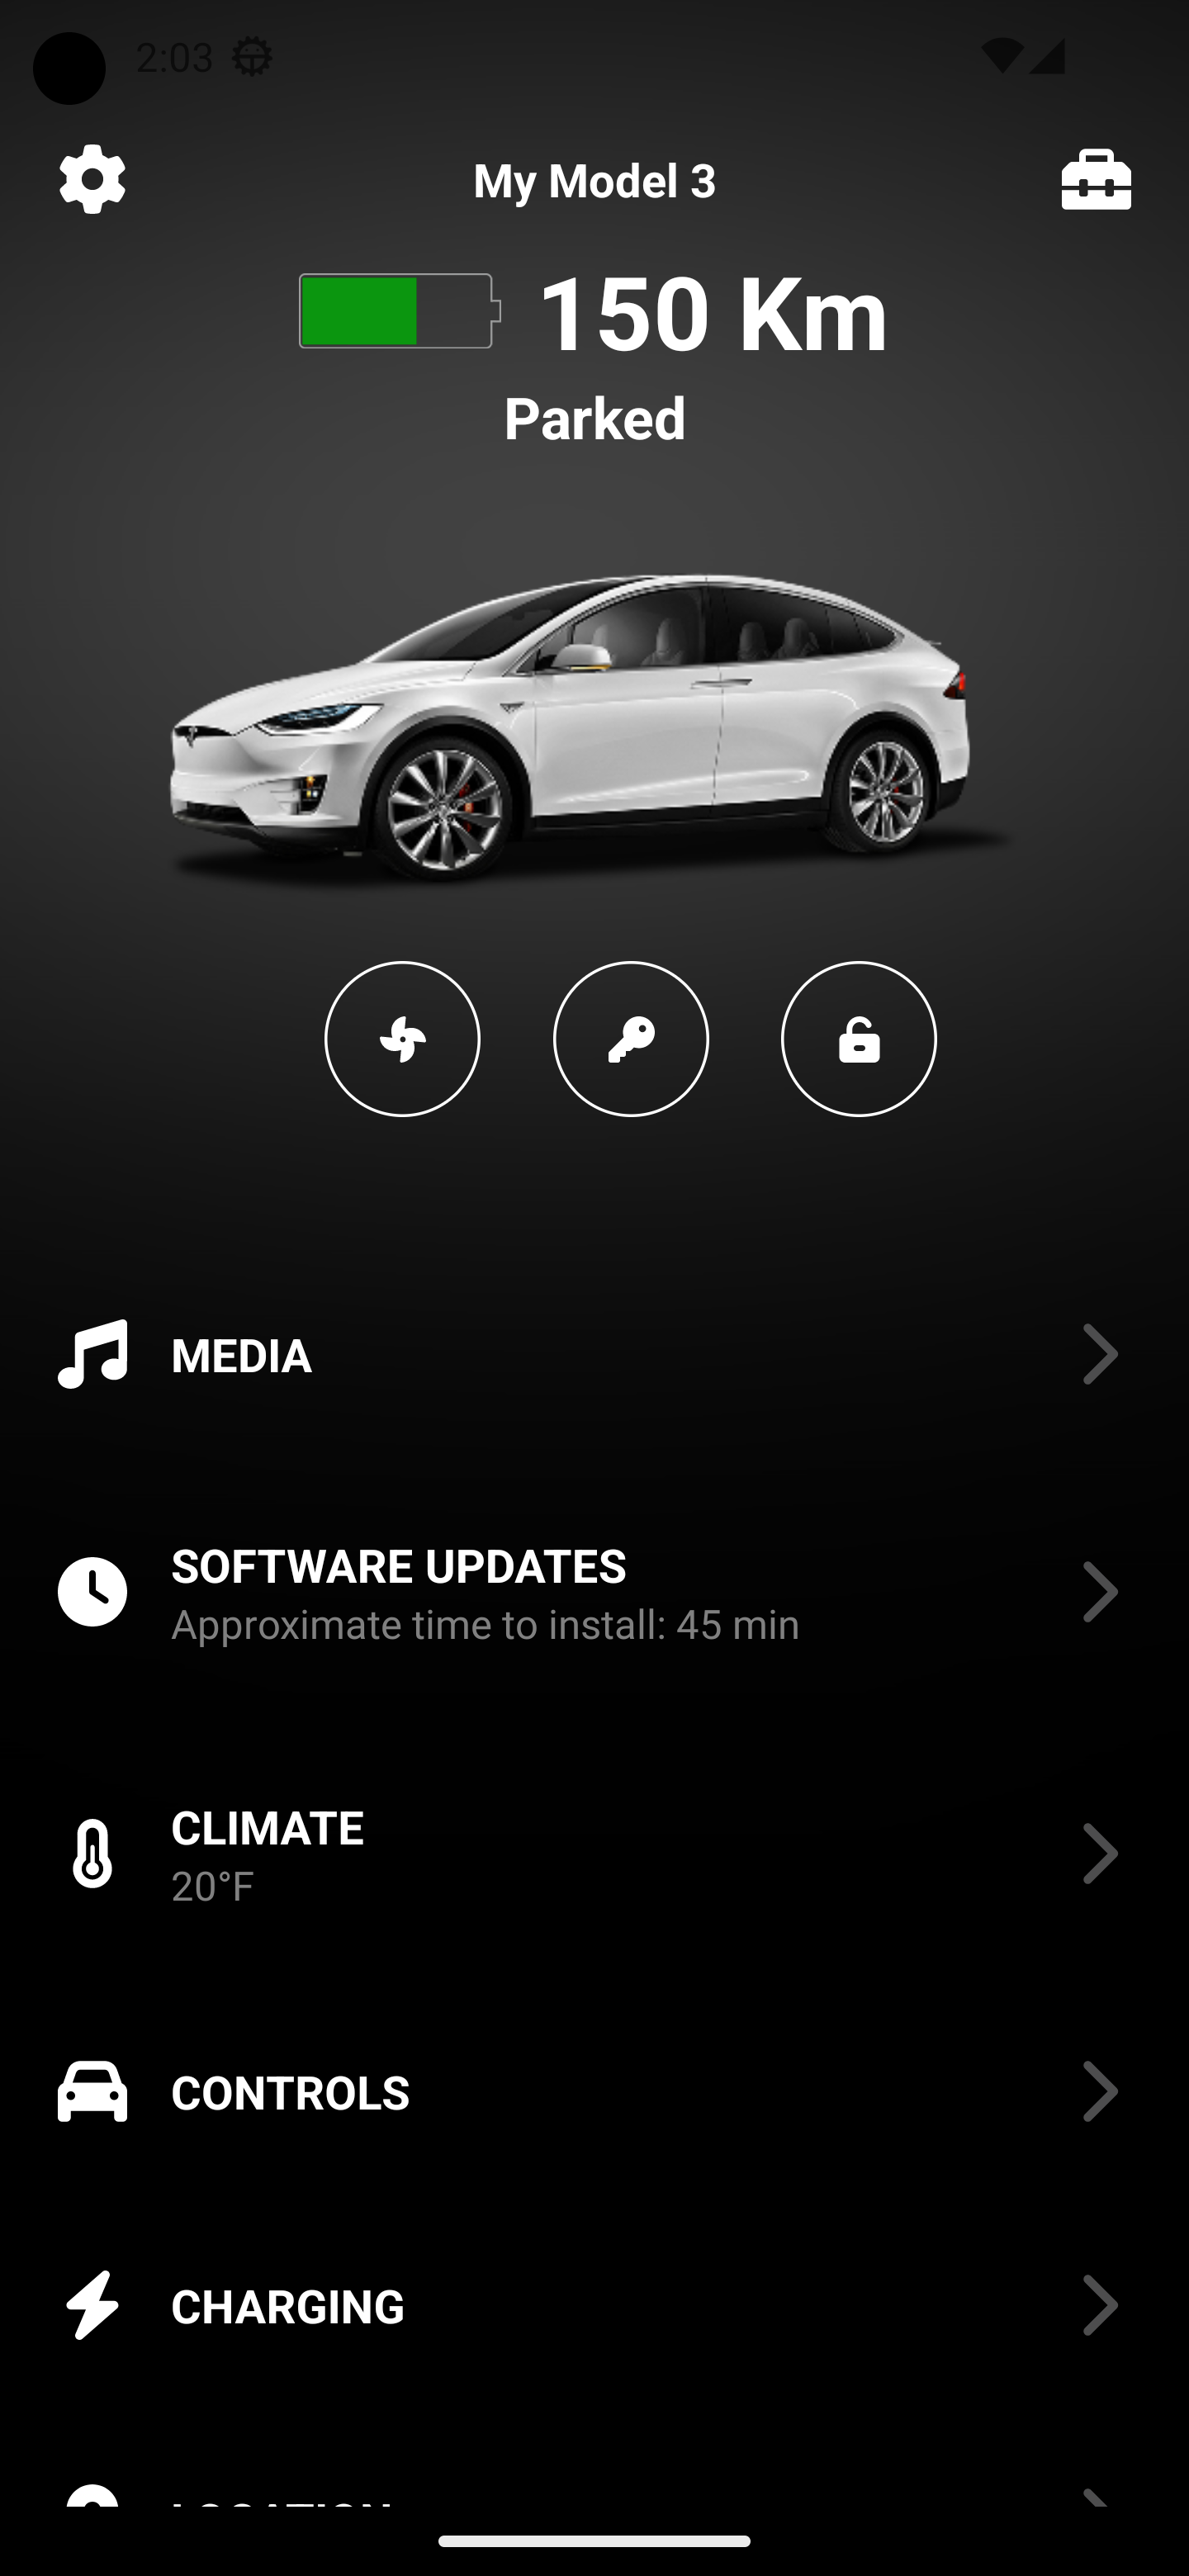 2:03
My Model 3
150 Km
Parked
MEDIA
SOFTWARE UPDATES
Approximate time to install: 45 min
CLIMATE
20°F
CONTROLS
CHARGING
LOCATION